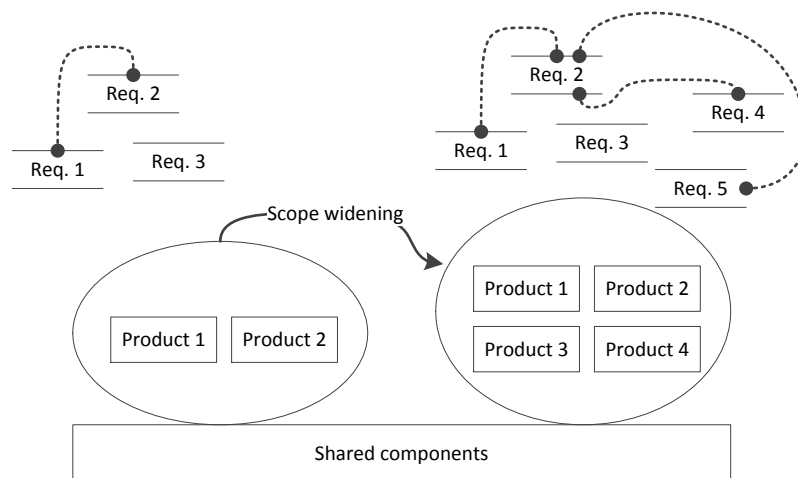 Req. 2
Req. 1
Req. 3
Req. 2
Req. 4
Req. 1
Req. 3
Req. 5
Scope widening
Product 1 Product 2
Product 1 Product 2
Product 3 Product 4
Shared components